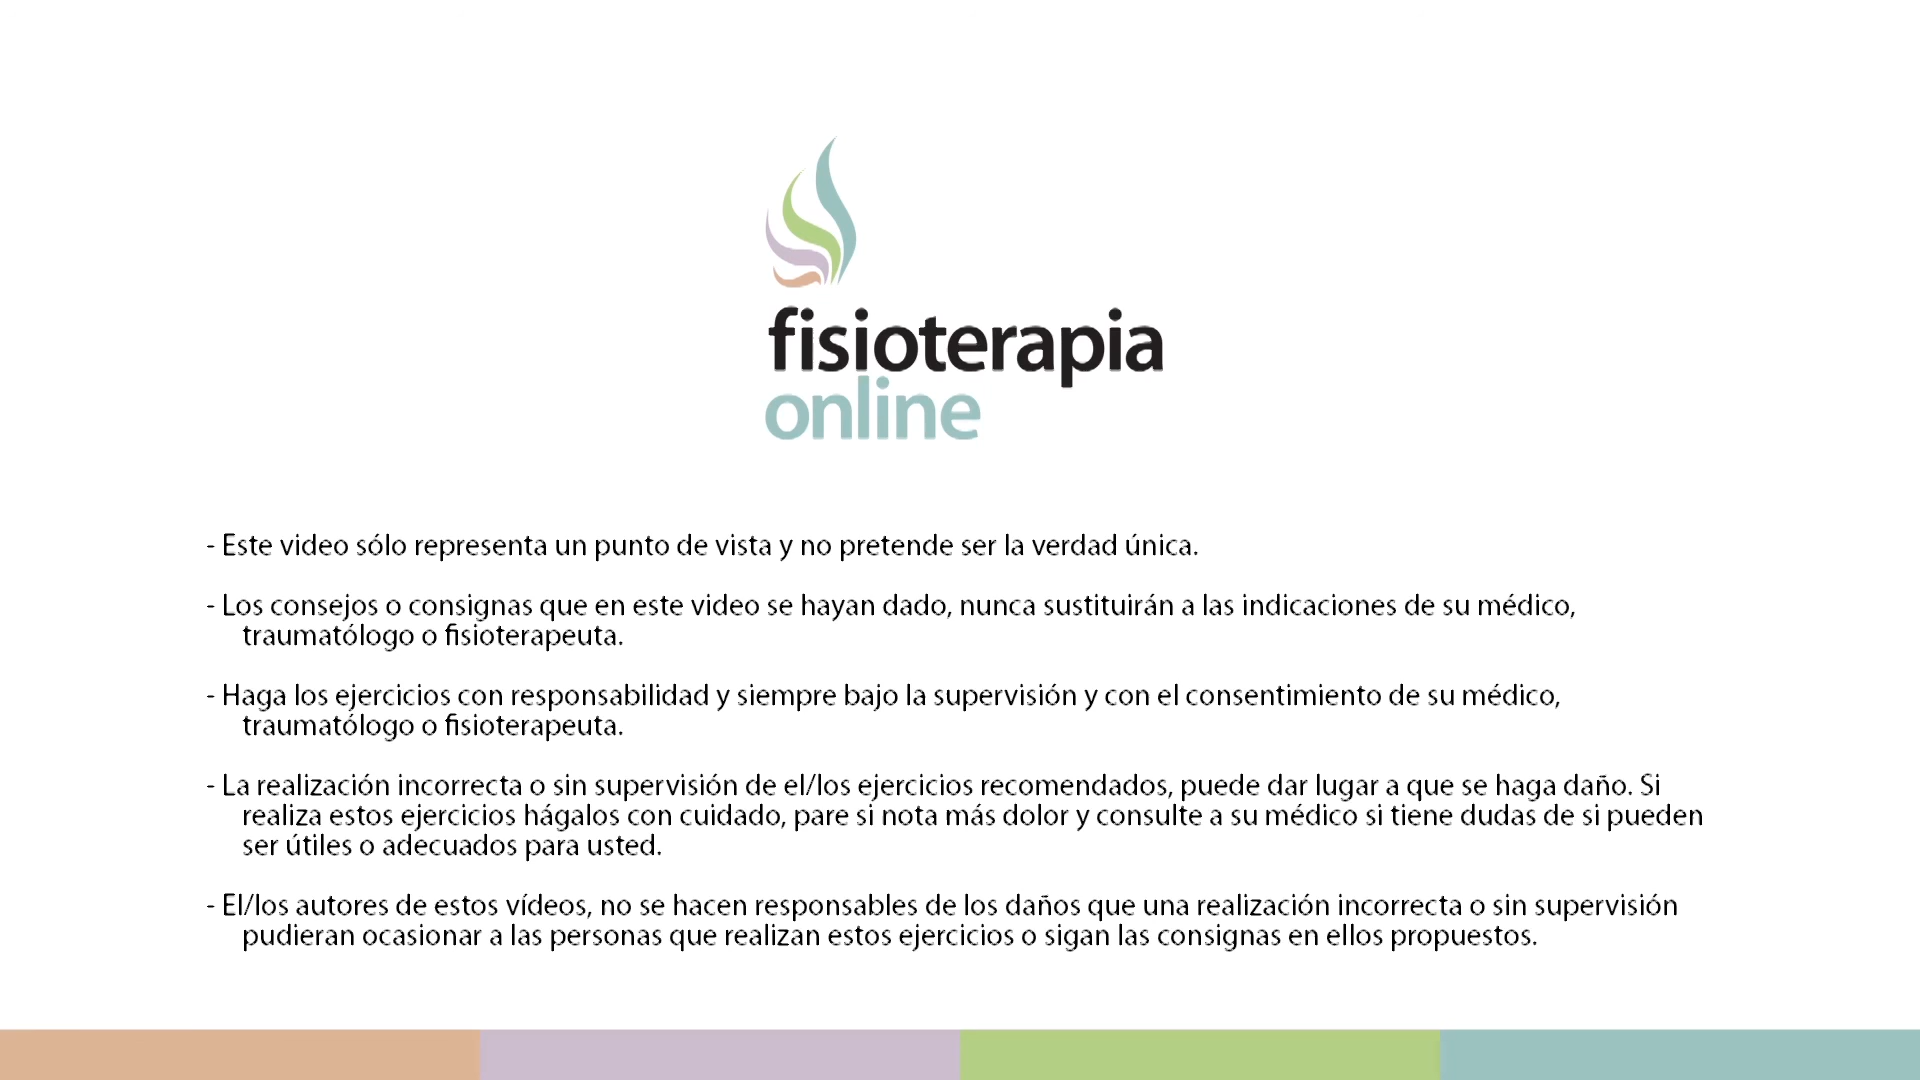 fisioterapia
online
- Este video sólo representa un punto de vista y no pretende ser la verdad única.
- Los consejos o consignas que en este video se hayan dado, nunca sustituirán a las indicaciones de su médico,
traumatólogo o fisioterapeuta.
- Haga los ejercicios con responsabilidad y siempre bajo la supervisión y con el consentimiento de su médico,
traumatólogo o fisioterapeuta.
- La realización incorrecta o sin supervisión de el/los ejercicios recomendados, puede dar lugar a que se haga daño. Si
realiza estos ejercicios hágalos con cuidado, pare si nota más dolor y consulte a su médico si tiene dudas de si pueden
ser útiles o adecuados para usted.
- El/los autores de estos vídeos, no se hacen responsables de los daños que una realización incorrecta o sin supervisión
pudieran ocasionar a las personas que realizan estos ejercicios o sigan las consignas en ellos propuestos.